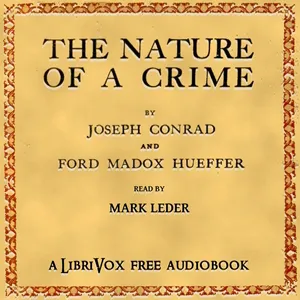 THE NATURE
OF A CRIME
BY
JOSEPH CONRAD
AND
FORD MADOX HUEFFER
READ BY
MARK LEDER
A LIBRIVOX FREE AUDIOBOOK